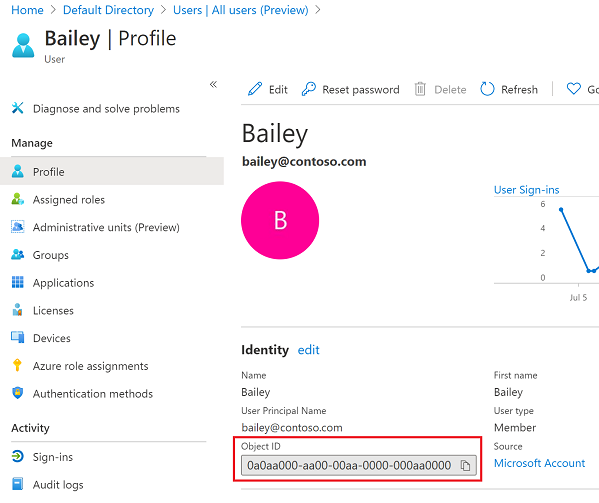 Home > Default Directory > Users | All users (Preview) >
Bailey | Profile
User
«
Edit Reset password Delete Refresh
Diagnose and solve problems
Manage
Profile
Assigned roles
Administrative units (Preview)
Groups
Applications
Licenses
Devices
Azure role assignments
Authentication methods
Activity
Sign-ins
Audit logs
Bailey
bailey@contoso.com
B
User Sign-ins
6
4
2
0
Jul 5
Identity edit
Name First name
Bailey Bailey
User Principal Name User type
bailey@contoso.com Member
Object ID Source
0a0aa000-aa00-00aa-0000-000aa0000 Microsoft Account